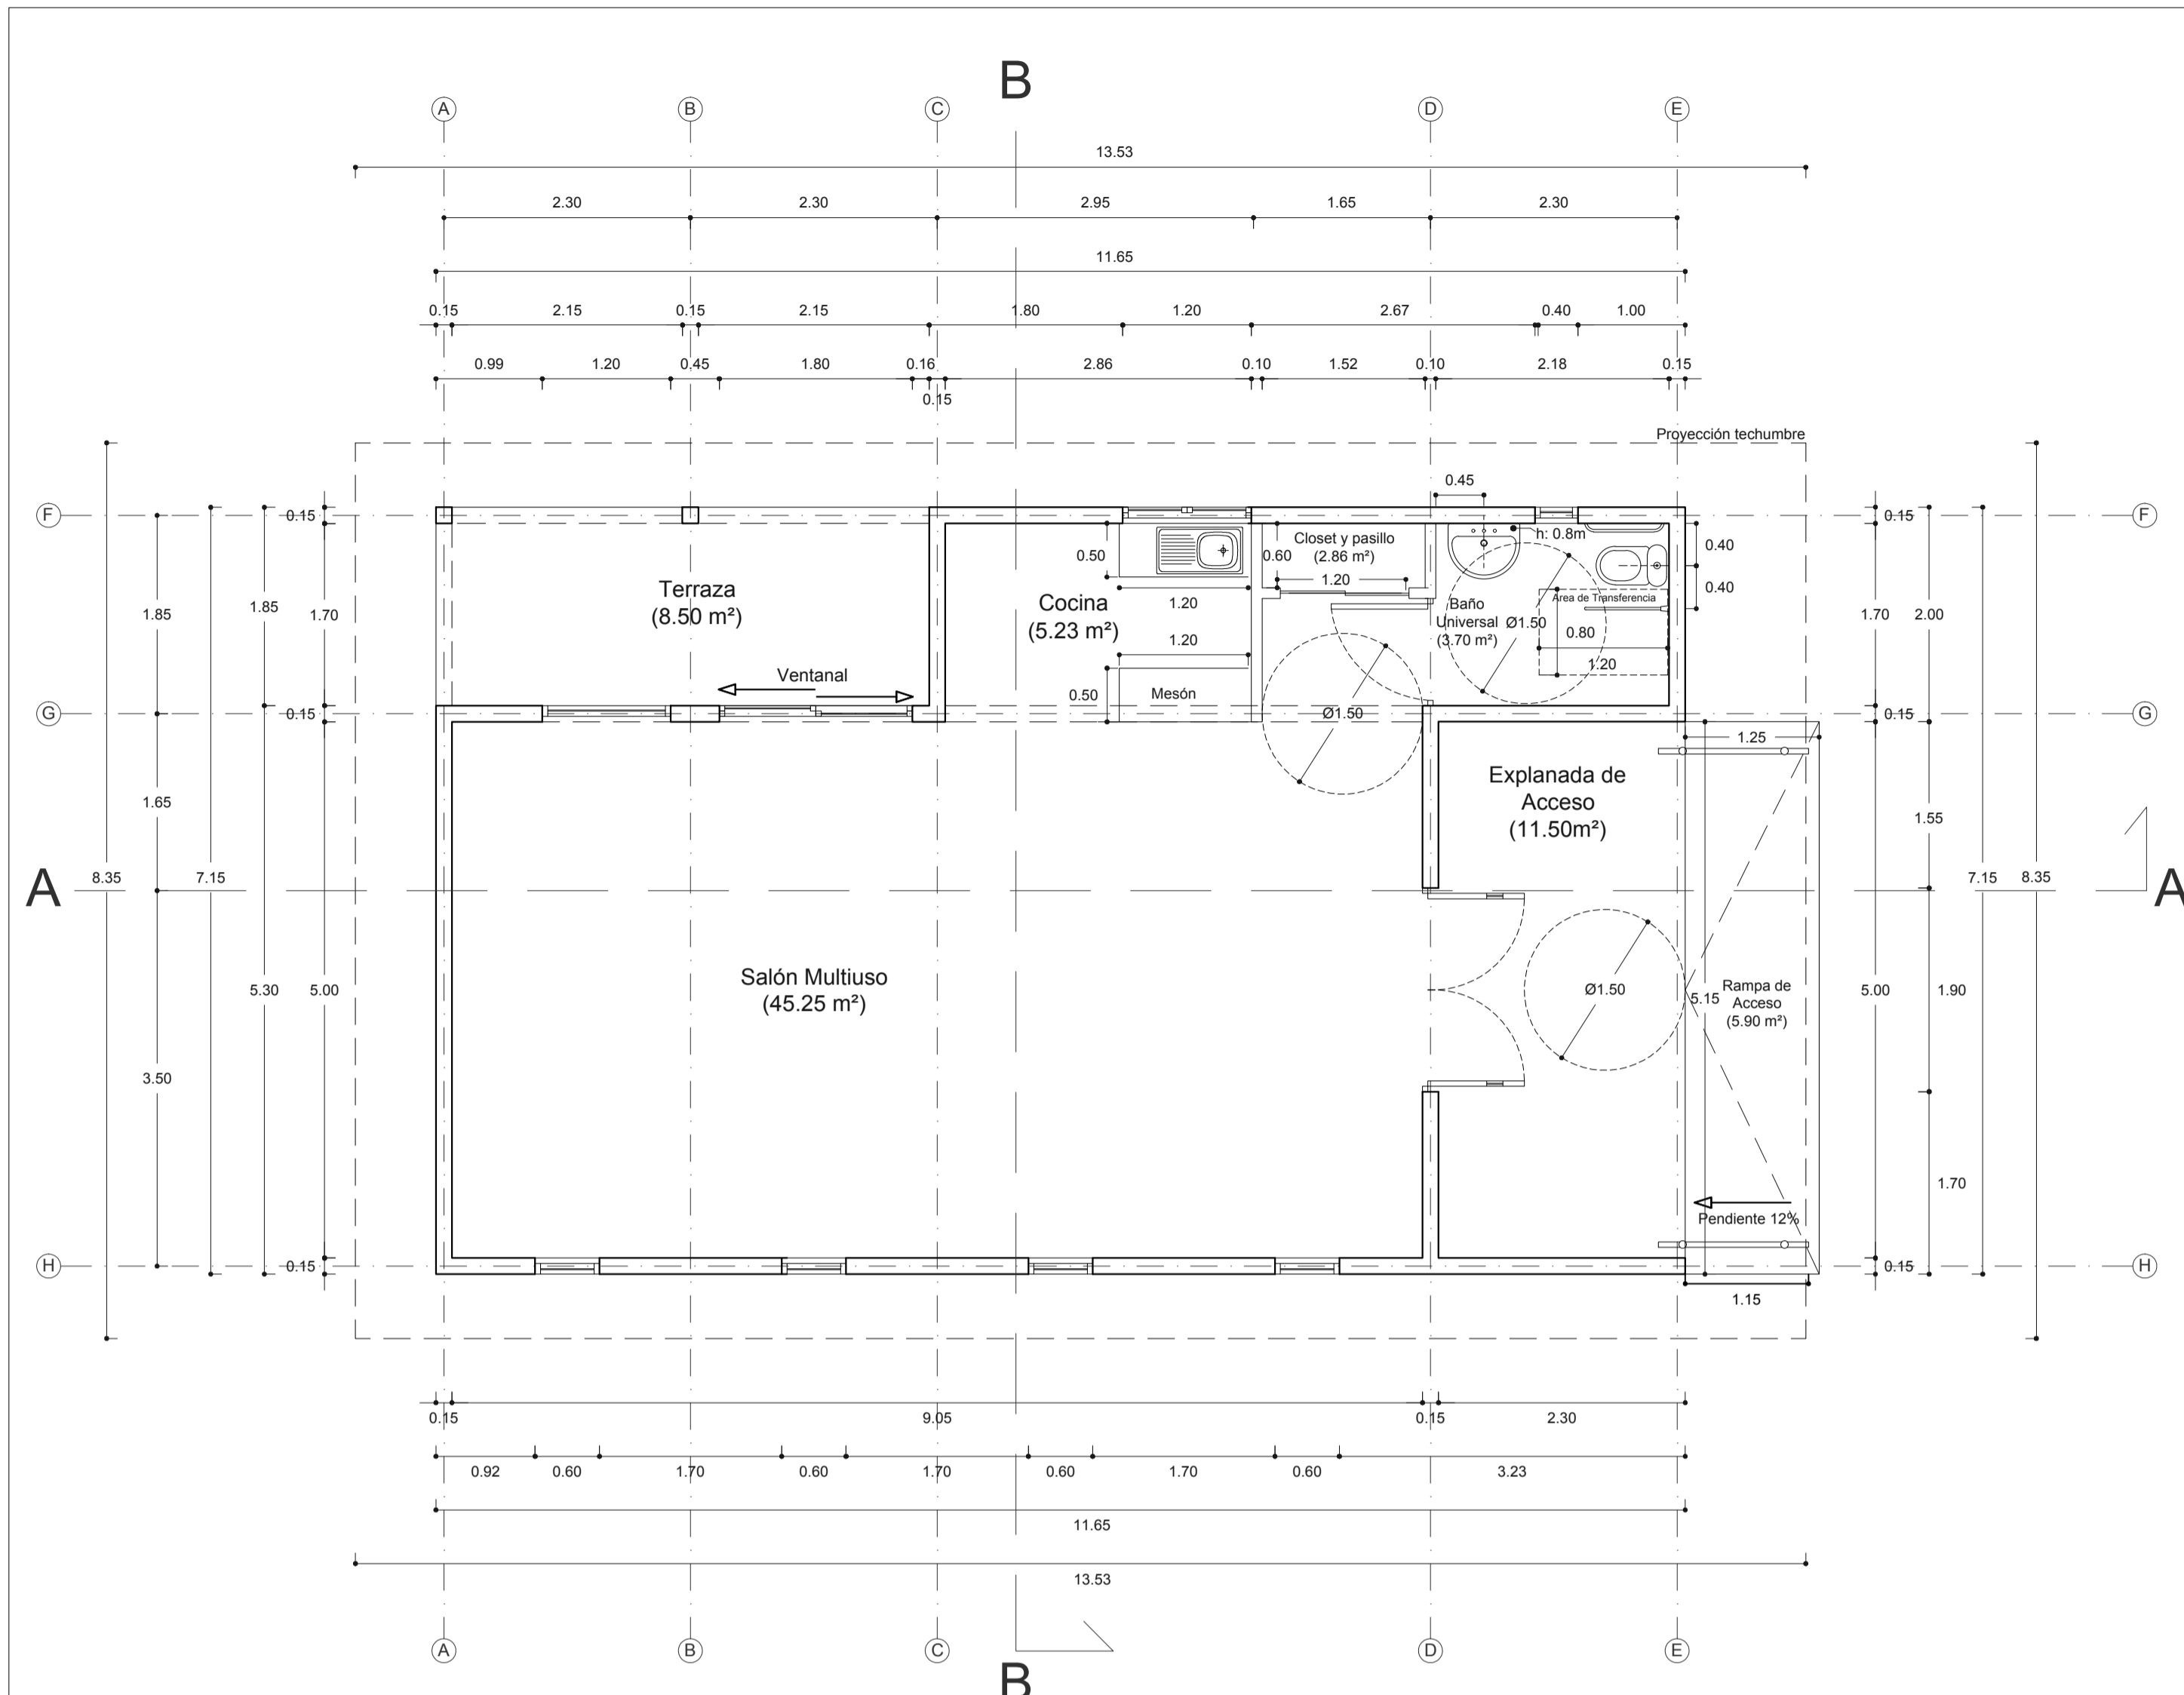 B
A B C D E
13.53
2.30 2.30 2.95 1.65 2.30
11.65
0.15 2.15 0.15 2.15 1.80 1.20 2.67 0.40 1.00
0.99 1.20 0.45 1.80 0.16 2.86 0.10 1.52 0.10 2.18 0.15
0.15
Proyección techumbre
0.45
F 0.15 0.15 F
h: 0.8m
Closet y pasillo
(2.86 m²)
0.50 0.60 0.40
1.20
0.40
Terraza
(8.50 m²)
Cocina
(5.23 m²)
1.20
Baño
Universal
(3.70 m²)
Ø1.50
Área de Transferencia
0.80
1.20
1.85 1.85 1.70 1.70 2.00
1.20
Ventanal
0.50 Mesón
G 0.15 Ø1.50 0.15 G
1.25
Explanada de
Acceso
(11.50m²)
1.65 1.55
A 8.35 7.15 7.15 8.35 A
Salón Multiuso
(45.25 m²)
5.30 5.00 Ø1.50 5.15 5.00 1.90
Rampa de
Acceso
(5.90 m²)
3.50 1.70
Pendiente 12%
H 0.15 0.15 H
1.15
0.15 9.05 0.15 2.30
0.92 0.60 1.70 0.60 1.70 0.60 1.70 0.60 3.23
11.65
13.53
A B C D E
B